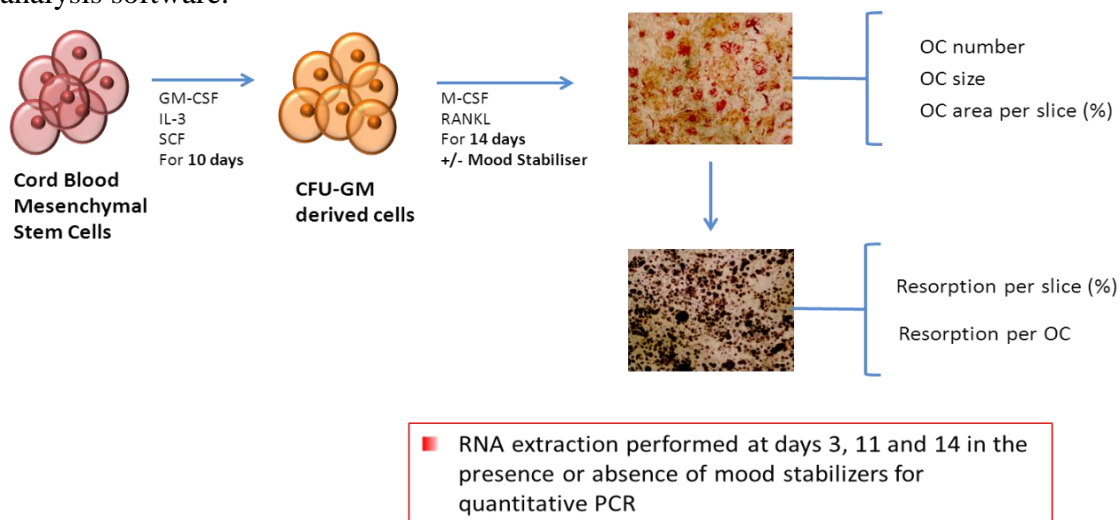 analysis software.
GM-CSF
IL-3
SCF
For 10 days
Cord Blood
Mesenchymal
Stem Cells
CFU-GM
derived cells
M-CSF
RANKL
For 14 days
+/- Mood Stabiliser
OC number
OC size
OC area per slice (%)
Resorption per slice (%)
Resorption per OC
RNA extraction performed at days 3, 11 and 14 in the
presence or absence of mood stabilizers for
quantitative PCR